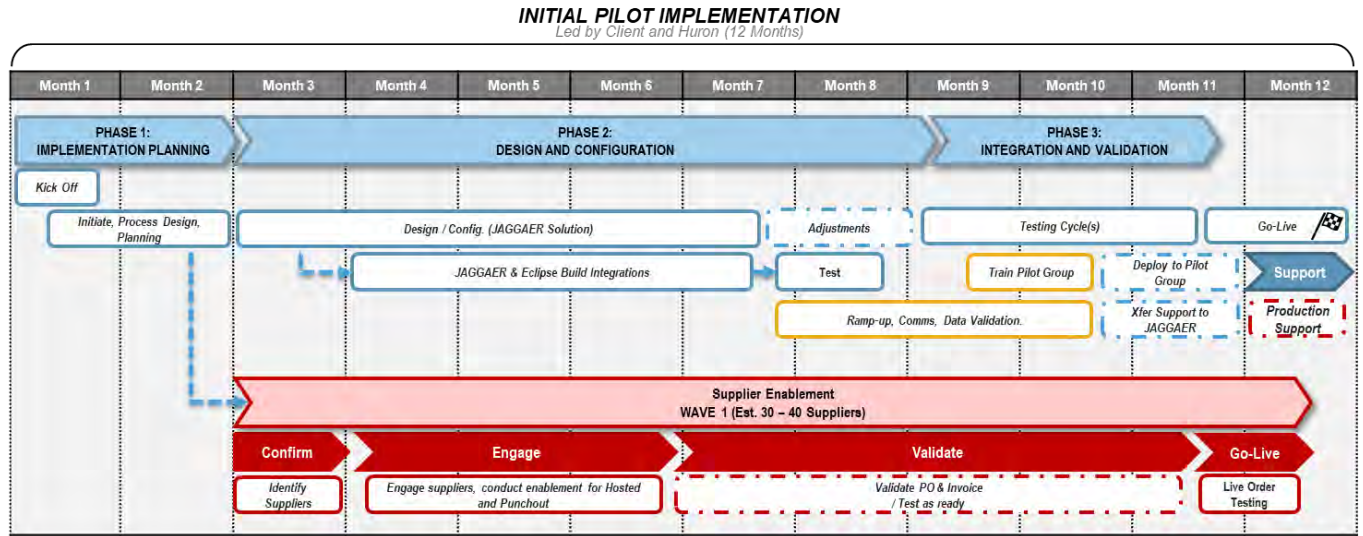 INITIAL PILOT IMPLEMENTATION
Led by Client and Huron (12 Months)
Month 1 Month 2 Month 3 Month 4 Month 5 Month 6 Month 7 Month 8 Month 9 Month 10 Month 11 Month 12
PHASE 1:
IMPLEMENTATION PLANNING
PHASE 2:
DESIGN AND CONFIGURATION
PHASE 3:
INTEGRATION AND VALIDATION
Kick Off
Initiate, Process Design,
Planning
Design / Config. (JAGGAER Solution)
Adjustments
Testing Cycle(s)
Go-Live
JAGGAER & Eclipse Build Integrations
Test
Train Pilot Group
Deploy to Pilot
Group
Support
Ramp-up, Comms, Data Validation.
Xfer Support to
JAGGAER
Production
Support
Supplier Enablement
WAVE 1 (Est. 30 – 40 Suppliers)
Confirm
Engage
Validate
Go-Live
Identify
Suppliers
Engage suppliers, conduct enablement for Hosted
and Punchout
Validate PO & Invoice
/ Test as ready
Live Order
Testing